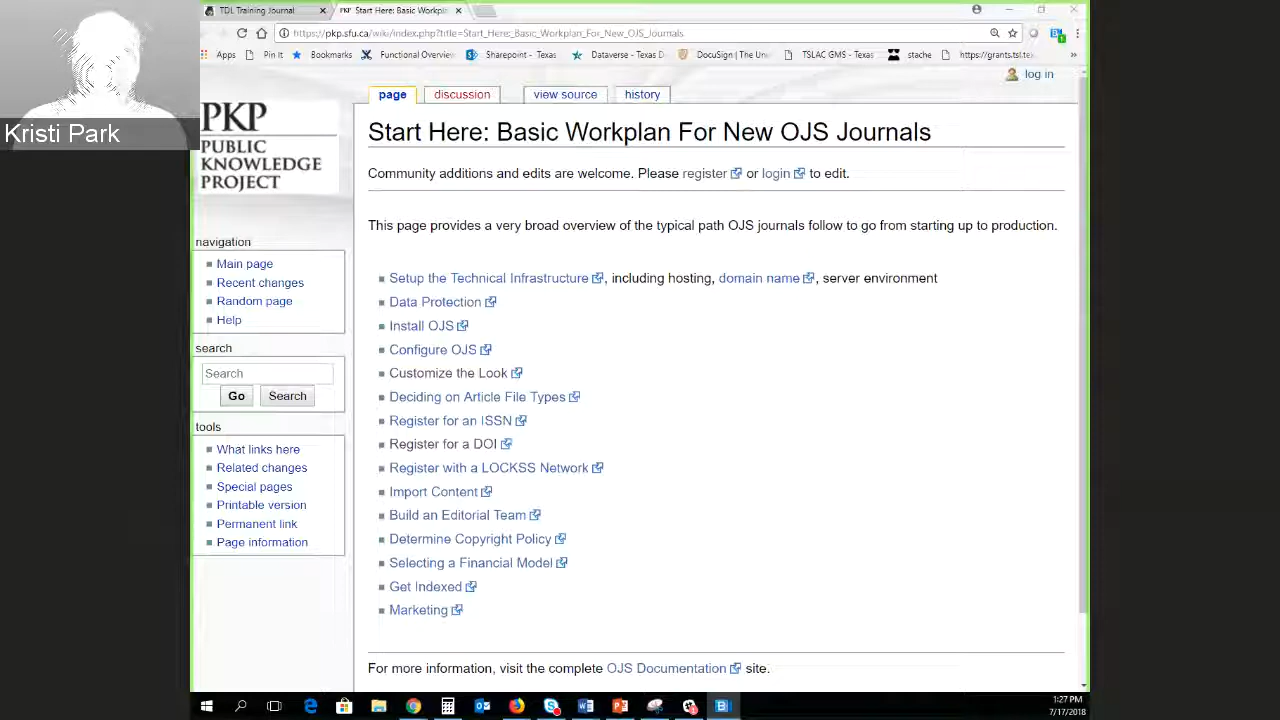 Kristi Park
TDL Training Journal
PKP Start Here: Basic Workplan
https://pkp.sfu.ca/wiki/index.php?title=Start_Here:_Basic_Workplan_For_New_OJS_Journals
Apps Pin it Bookmarks Functional Overview Sharepoint - Texas Dataverse - Texas D DocuSign | The Uni TSLAC GMS - Texas stache https://grants.tsl.tex »
log in
page discussion view source history
PKP
PUBLIC
KNOWLEDGE
PROJECT
Start Here: Basic Workplan For New OJS Journals
Community additions and edits are welcome. Please register or login to edit.
This page provides a very broad overview of the typical path OJS journals follow to go from starting up to production.
navigation
Main page
Recent changes
Random page
Help
search
Search
Go Search
tools
What links here
Related changes
Special pages
Printable version
Permanent link
Page information
Setup the Technical Infrastructure, including hosting, domain name, server environment
Data Protection
Install OJS
Configure OJS
Customize the Look
Deciding on Article File Types
Register for an ISSN
Register for a DOI
Register with a LOCKSS Network
Import Content
Build an Editorial Team
Determine Copyright Policy
Selecting a Financial Model
Get Indexed
Marketing
For more information, visit the complete OJS Documentation site.
1:27 PM
7/17/2018